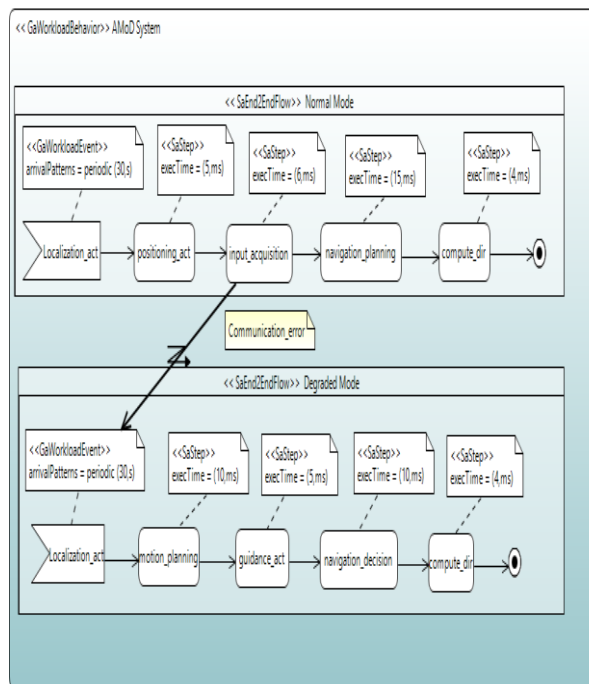 << GaWorkloadBehavior>> AMoD System
<< SaEnd2EndFlow >> Normal Mode
<<GaWorkloadEvent>>
arrivalPatterns = periodic (30,s)
<<SaStep>>
execTime = (5,ms)
<<SaStep>>
execTime = (6,ms)
<<SaStep>>
execTime = (15,ms)
<<SaStep>>
execTime = (4,ms)
Localization_act
positioning_act
input_acquisition
navigation_planning
compute_dir
Communication_error
<< SaEnd2EndFlow >> Degraded Mode
<<GaWorkloadEvent>>
arrivalPatterns = periodic (30,s)
<<SaStep>>
execTime = (10,ms)
<<SaStep>>
execTime = (5,ms)
<<SaStep>>
execTime = (10,ms)
<<SaStep>>
execTime = (4,ms)
Localization_act
motion_planning
guidance_act
navigation_decision
compute_dir